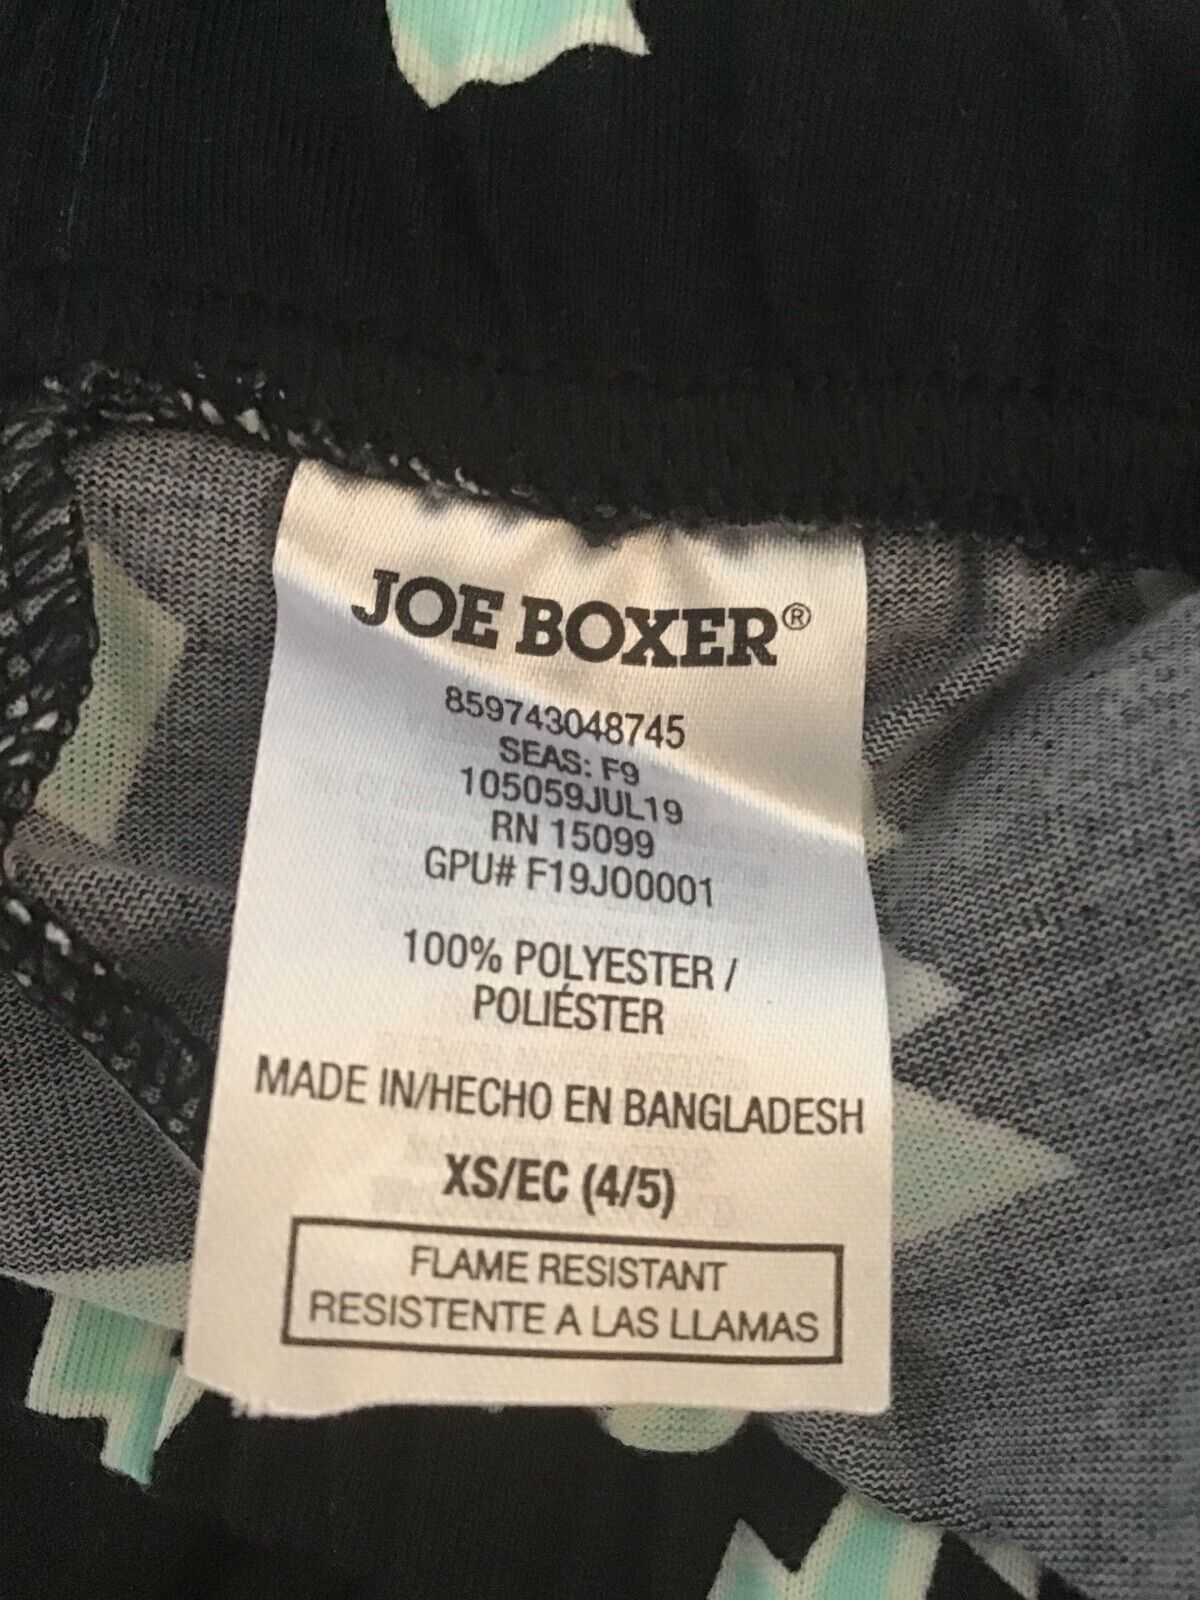 JOE BOXER®
859743048745
SEAS: F9
105059JUL19
RN 15099
GPU# F19JO0001
100% POLYESTER /
POLIÉSTER
MADE IN/HECHO EN BANGLADESH
XS/EC (4/5)
FLAME RESISTANT
RESISTENTE A LAS LLAMAS